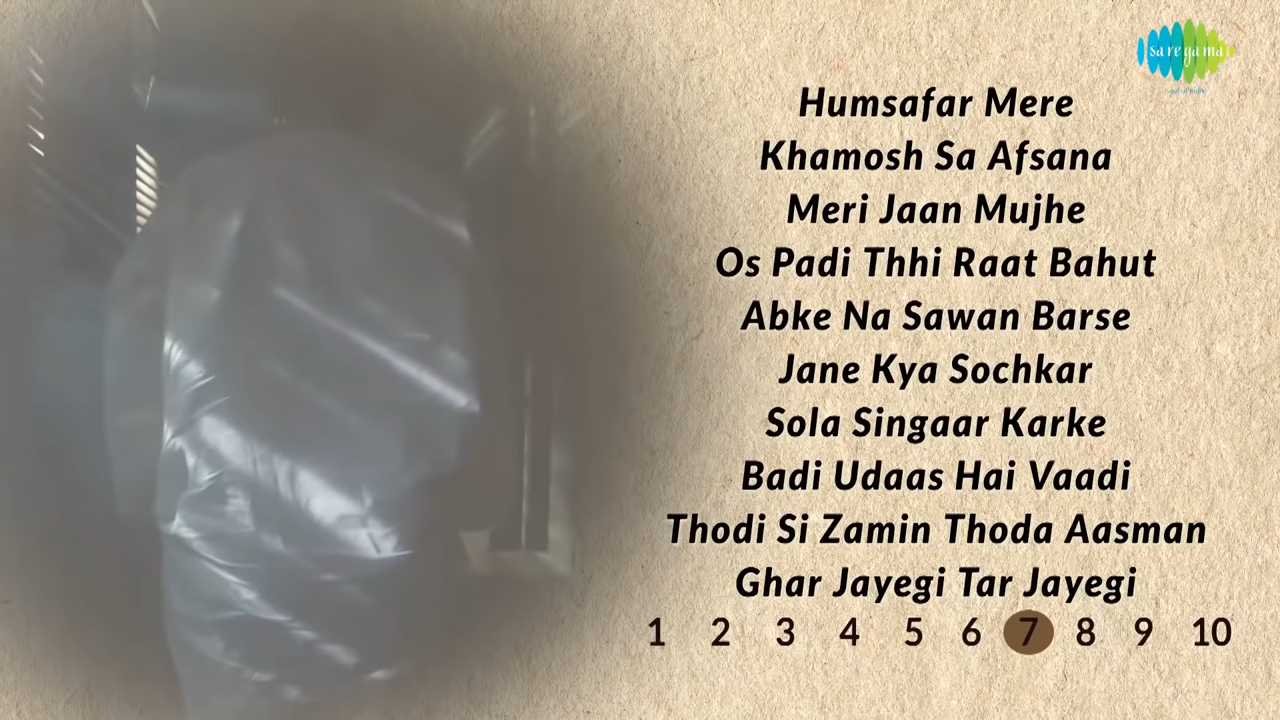 sa re ga ma
Humsafar Mere
Khamosh Sa Afsana
Meri Jaan Mujhe
Os Padi Thhi Raat Bahut
Abke Na Sawan Barse
Jane Kya Sochkar
Sola Singaar Karke
Badi Udaas Hai Vaadi
Thodi Si Zamin Thoda Aasman
Ghar Jayegi Tar Jayegi
1 2 3 4 5 6 7 8 9 10